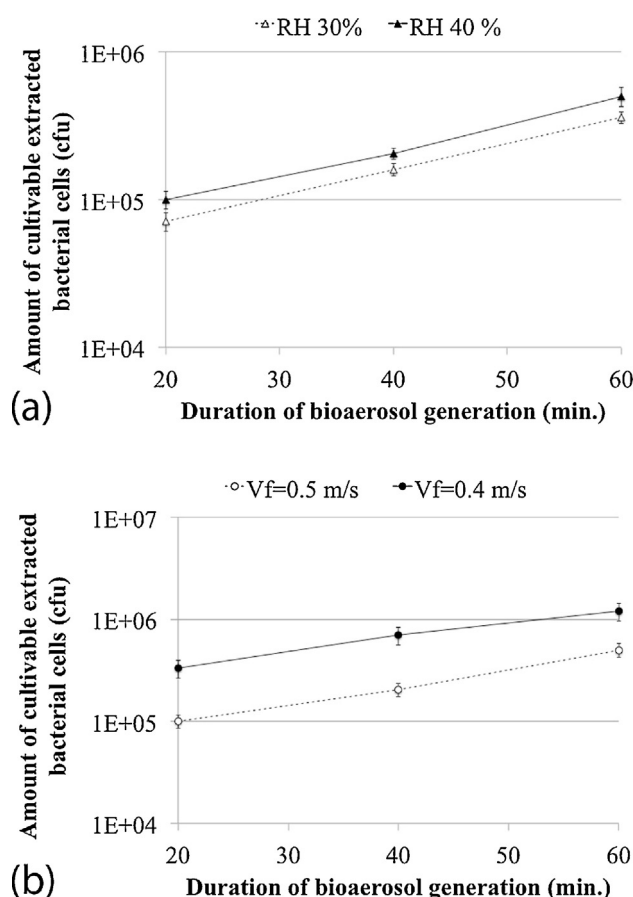 RH 30% RH 40 %
1E+06
1E+05
1E+04
Amount of cultivable extracted
bacterial cells (cfu)
20 30 40 50 60
Duration of bioaerosol generation (min.)
(a)
Vf=0.5 m/s Vf=0.4 m/s
1E+07
1E+06
1E+05
1E+04
Amount of cultivable extracted
bacterial cells (cfu)
20 30 40 50 60
Duration of bioaerosol generation (min.)
(b)